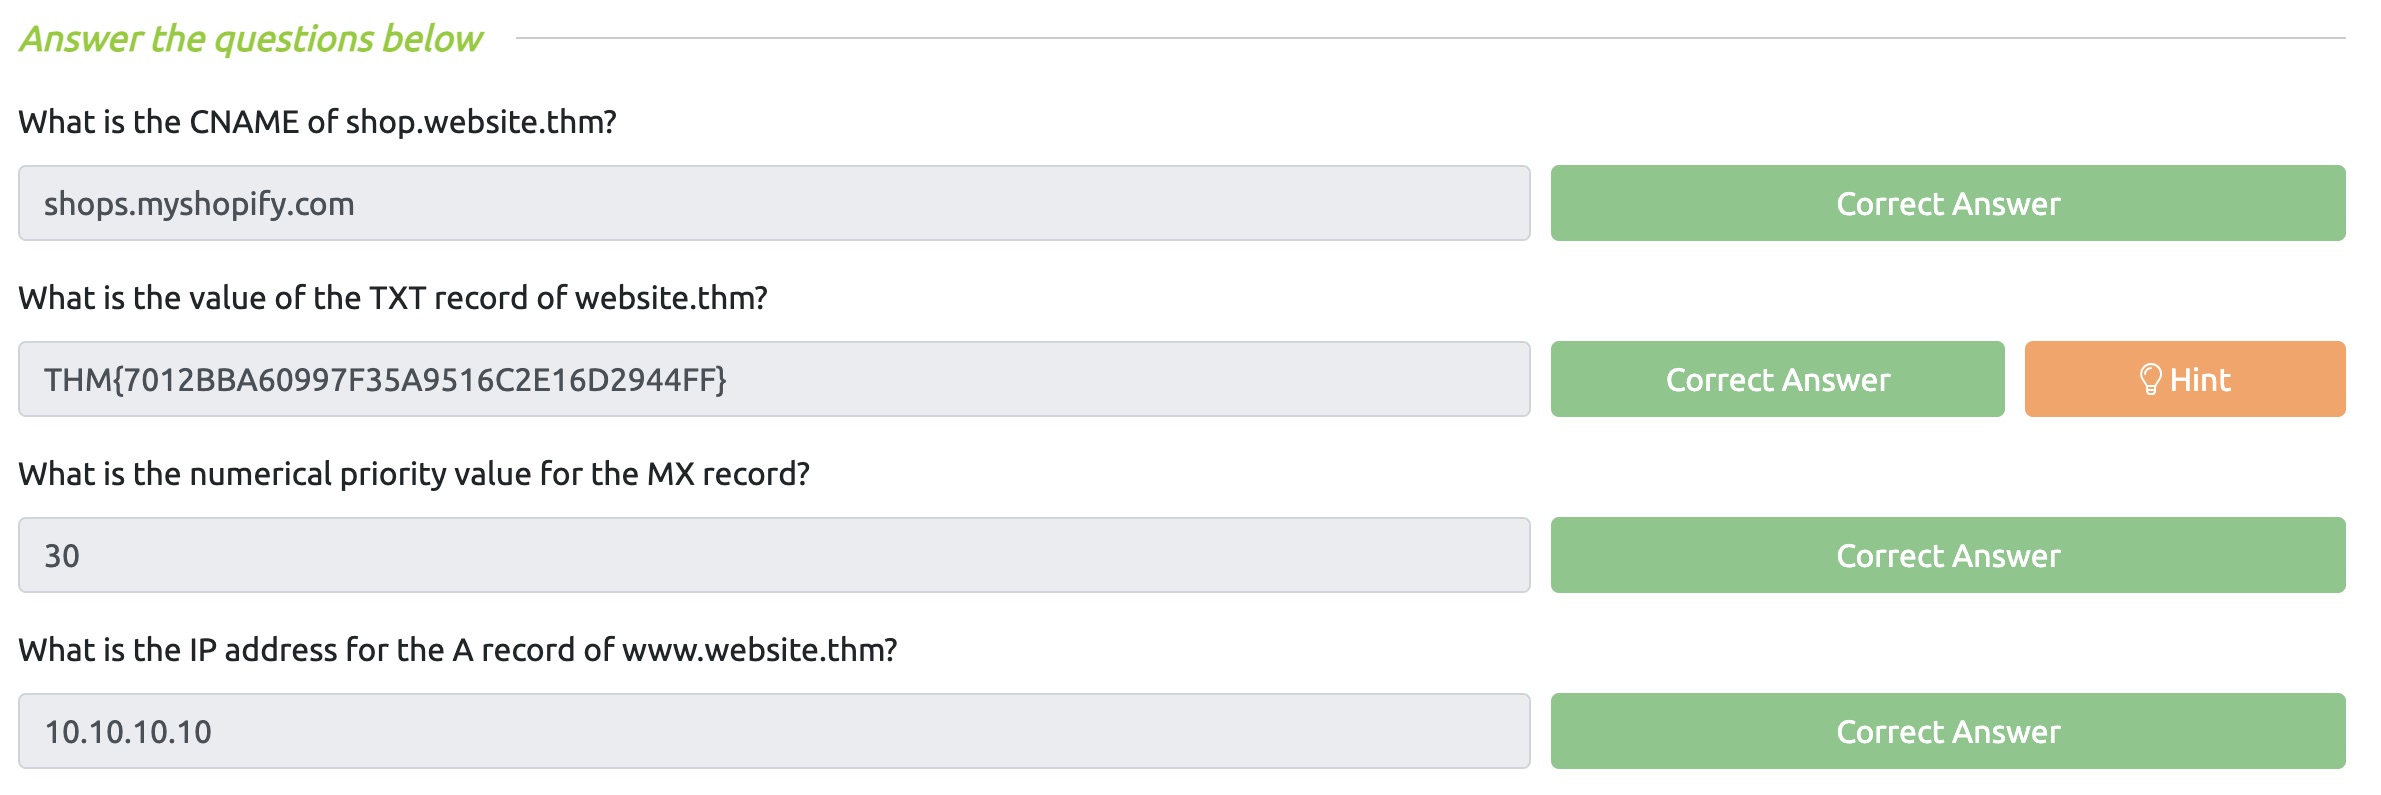 Answer the questions below
What is the CNAME of shop.website.thm?
shops.myshopify.com
Correct Answer
What is the value of the TXT record of website.thm?
THM{7012BBA60997F35A9516C2E16D2944FF}
Correct Answer
Hint
What is the numerical priority value for the MX record?
30
Correct Answer
What is the IP address for the A record of www.website.thm?
10.10.10.10
Correct Answer